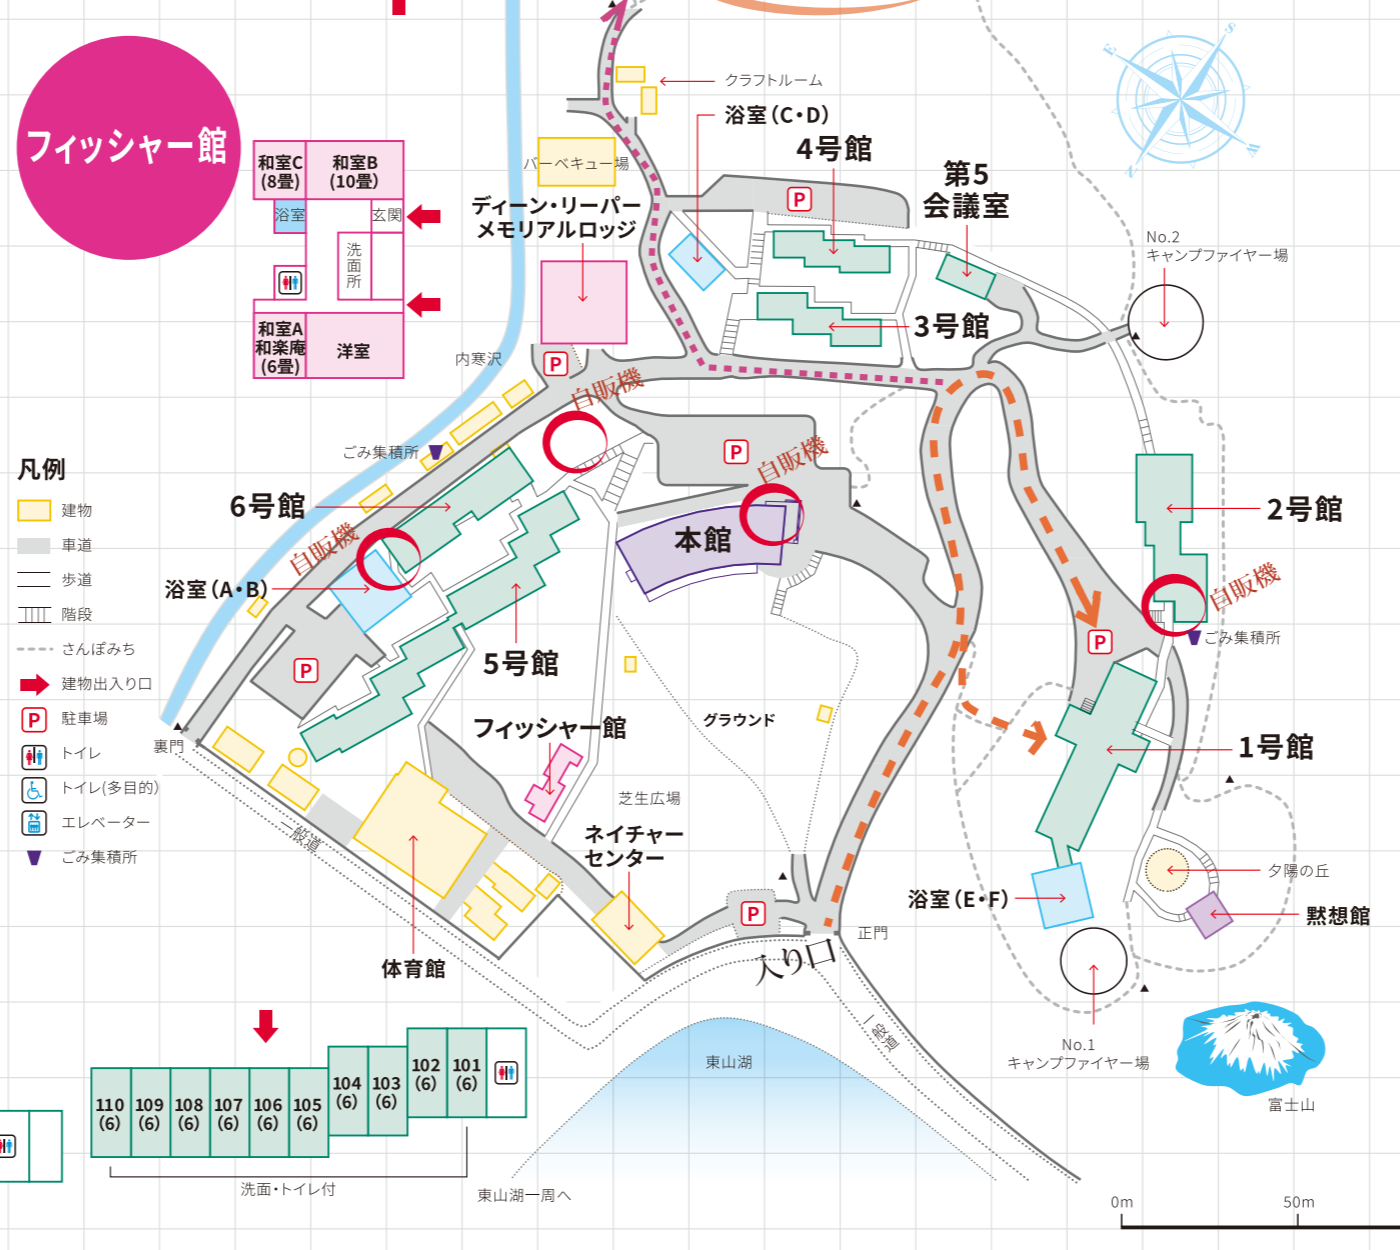 フィッシャー館
和室C
(8畳)
和室B
(10畳)
浴室
玄関
洗面所
和室A
和楽庵
(6畳)
洋室
クラフトルーム
浴室(C・D)
バーベキュー場
4号館
第5
会議室
ディーン・リーパー
メモリアルロッジ
P
S
E
W
N
No.2
キャンプファイヤー場
3号館
内寒沢
P
自販機
ごみ集積所
P
自販機
凡例
建物
車道
歩道
階段
さんぽみち
建物出入り口
P
駐車場
トイレ
トイレ(多目的)
エレベーター
ごみ集積所
6号館
自販機
浴室(A・B)
本館
2号館
自販機
ごみ集積所
P
5号館
P
フィッシャー館
グラウンド
1号館
裏門
一般道
芝生広場
ネイチャー
センター
夕陽の丘
浴室(E・F)
黙想館
P
正門
入り口
体育館
No.1
キャンプファイヤー場
一般道
東山湖
富士山
110
(6)
109
(6)
108
(6)
107
(6)
106
(6)
105
(6)
104
(6)
103
(6)
102
(6)
101
(6)
洗面・トイレ付
東山湖一周へ
0m
50m